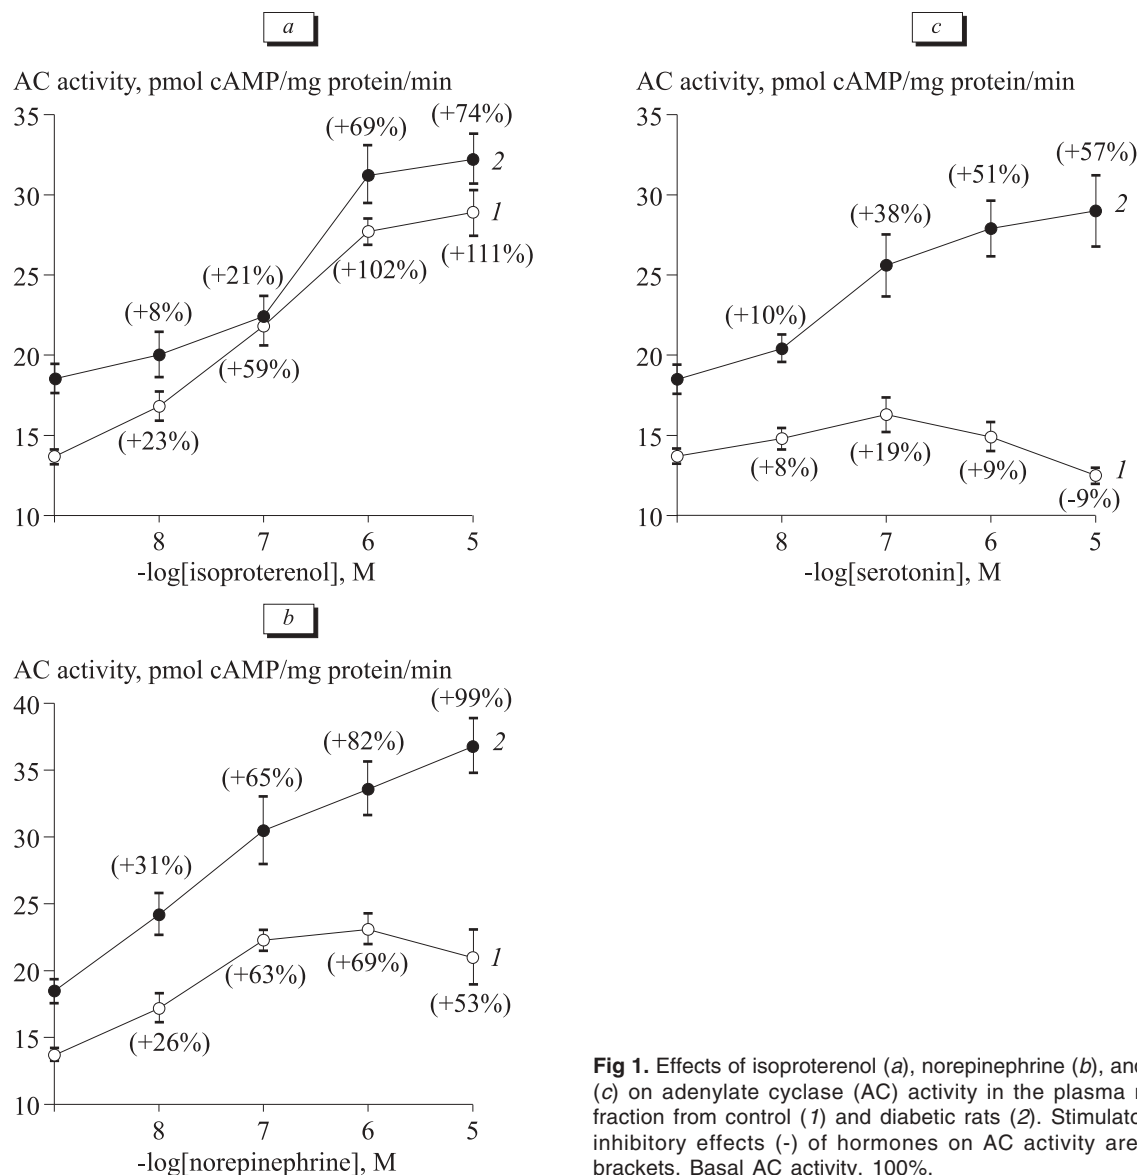 a
AC activity, pmol cAMP/mg protein/min
35
30
25
20
15
10
(+8%)
(+21%)
(+69%)
(+74%)
2
1
(+23%)
(+59%)
(+102%)
(+111%)
8 7 6 5
-log[isoproterenol], M
b
AC activity, pmol cAMP/mg protein/min
40
35
30
25
20
15
10
(+31%)
(+65%)
(+82%)
(+99%)
2
1
(+26%)
(+63%)
(+69%)
(+53%)
8 7 6 5
-log[norepinephrine], M
c
AC activity, pmol cAMP/mg protein/min
35
30
25
20
15
10
(+10%)
(+38%)
(+51%)
(+57%)
2
1
(+8%)
(+19%)
(+9%)
(-9%)
8 7 6 5
-log[serotonin], M
Fig 1. Effects of isoproterenol (a), norepinephrine (b), and
(c) on adenylate cyclase (AC) activity in the plasma
fraction from control (1) and diabetic rats (2).
inhibitory effects (-) of hormones on AC activity are
brackets. Basal AC activity, 100%.